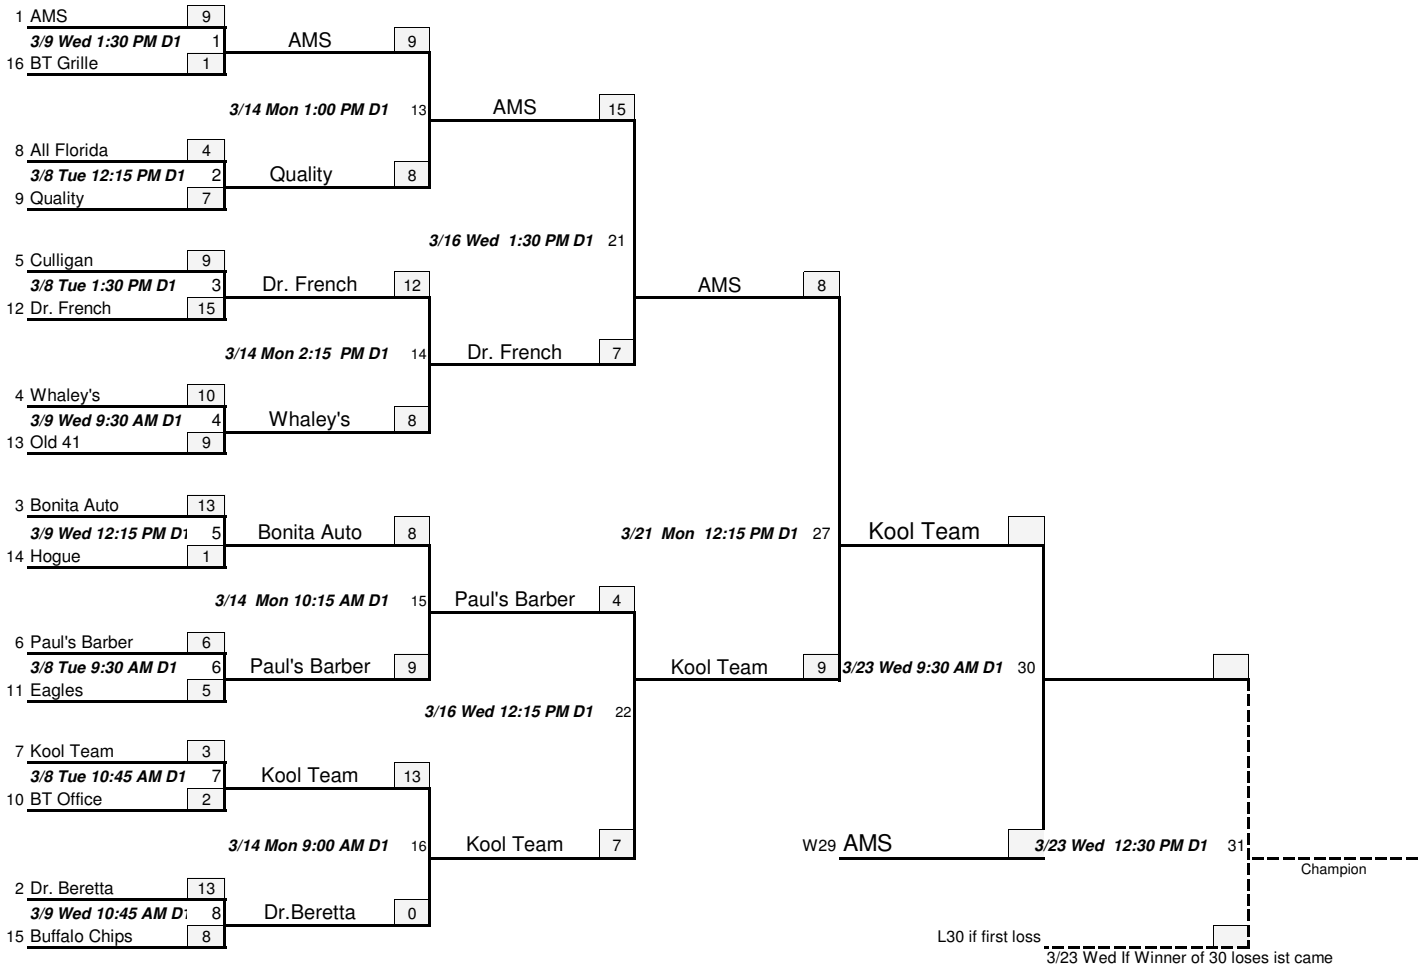 1 AMS 9
3/9 Wed 1:30 PM D1 1
AMS 9
16 BT Grille 1
3/14 Mon 1:00 PM D1 13
AMS 15
8 All Florida 4
3/8 Tue 12:15 PM D1 2
Quality 8
9 Quality 7
3/16 Wed 1:30 PM D1 21
5 Culligan 9
3/8 Tue 1:30 PM D1 3
Dr. French 12
AMS 8
12 Dr. French 15
3/14 Mon 2:15 PM D1 14
Dr. French 7
4 Whaley's 10
3/9 Wed 9:30 AM D1 4
Whaley's 8
13 Old 41 9
3 Bonita Auto 13
3/9 Wed 12:15 PM D1 5
Bonita Auto 8
3/21 Mon 12:15 PM D1 27
Kool Team
14 Hogue 1
3/14 Mon 10:15 AM D1 15
Paul's Barber 4
6 Paul's Barber 6
3/8 Tue 9:30 AM D1 6
Paul's Barber 9
Kool Team 9
3/23 Wed 9:30 AM D1 30
11 Eagles 5
3/16 Wed 12:15 PM D1 22
7 Kool Team 3
3/8 Tue 10:45 AM D1 7
Kool Team 13
10 BT Office 2
3/14 Mon 9:00 AM D1 16
Kool Team 7
W29 AMS
3/23 Wed 12:30 PM D1 31
Champion
2 Dr. Beretta 13
3/9 Wed 10:45 AM D1 8
Dr.Beretta 0
15 Buffalo Chips 8
L30 if first loss
3/23 Wed If Winner of 30 loses ist came